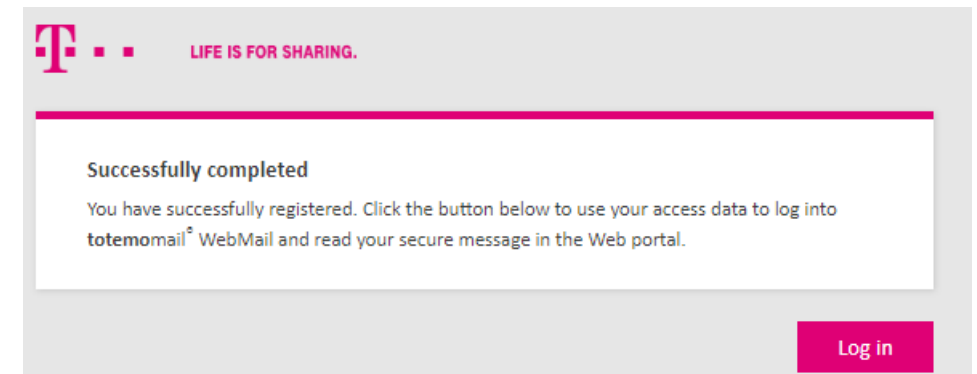 T
LIFE IS FOR SHARING.
Successfully completed
You have successfully registered. Click the button below to use your access data to log into
totemomail® WebMail and read your secure message in the Web portal.
Log in